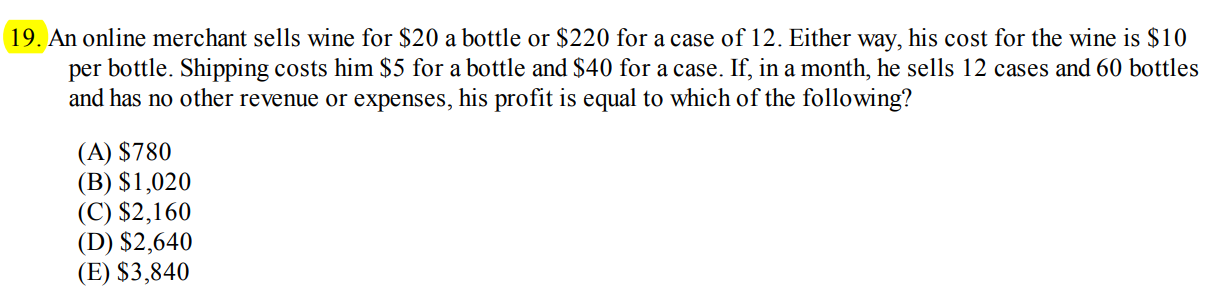 19. An online merchant sells wine for $20 a bottle or $220 for a case of 12. Either way, his cost for the wine is $10
per bottle. Shipping costs him $5 for a bottle and $40 for a case. If, in a month, he sells 12 cases and 60 bottles
and has no other revenue or expenses, his profit is equal to which of the following?
(A) $780
(B) $1,020
(C) $2,160
(D) $2,640
(E) $3,840